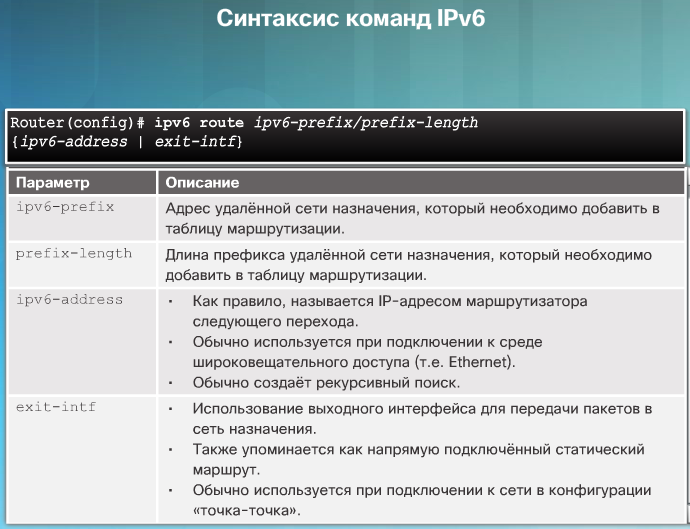 Синтаксис команд IPv6
Router(config)# ipv6 route ipv6-prefix/prefix-length
{ipv6-address | exit-intf}
Параметр Описание
ipv6-prefix Адрес удалённой сети назначения, который необходимо добавить в
таблицу маршрутизации.
prefix-length Длина префикса удалённой сети назначения, который необходимо
добавить в таблицу маршрутизации.
ipv6-address • Как правило, называется IP-адресом маршрутизатора
следующего перехода.
• Обычно используется при подключении к среде
широковещательного доступа (т.е. Ethernet).
• Обычно создаёт рекурсивный поиск.
exit-intf • Использование выходного интерфейса для передачи пакетов в
сеть назначения.
• Также упоминается как напрямую подключённый статический
маршрут.
• Обычно используется при подключении к сети в конфигурации
«точка-точка».